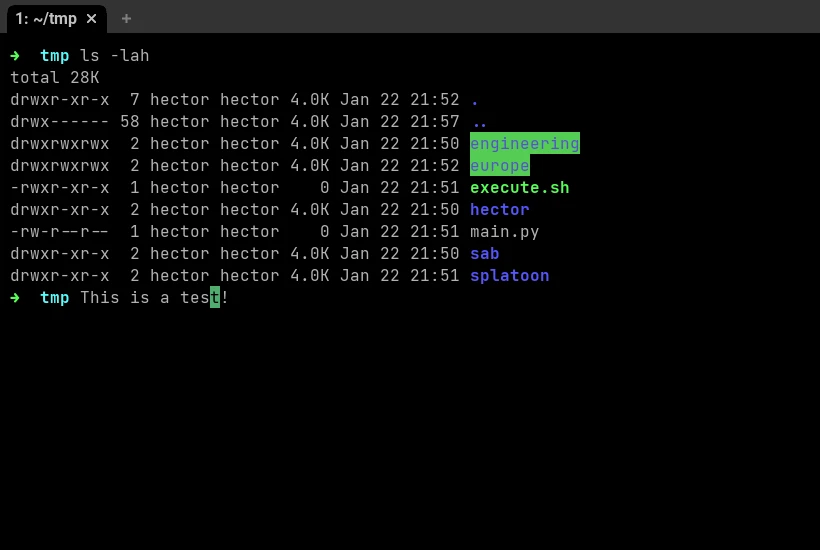 1: ~/tmp × +
➜  tmp ls -lah
total 28K
drwxr-xr-x  7 hector hector 4.0K Jan 22 21:52 .
drwx------ 58 hector hector 4.0K Jan 22 21:57 ..
drwxrwxrwx  2 hector hector 4.0K Jan 22 21:50 engineering
drwxrwxrwx  2 hector hector 4.0K Jan 22 21:52 europe
-rwxr-xr-x  1 hector hector    0 Jan 22 21:51 execute.sh
drwxr-xr-x  2 hector hector 4.0K Jan 22 21:50 hector
-rw-r--r--  1 hector hector    0 Jan 22 21:51 main.py
drwxr-xr-x  2 hector hector 4.0K Jan 22 21:50 sab
drwxr-xr-x  2 hector hector 4.0K Jan 22 21:51 splatoon
➜  tmp This is a test!